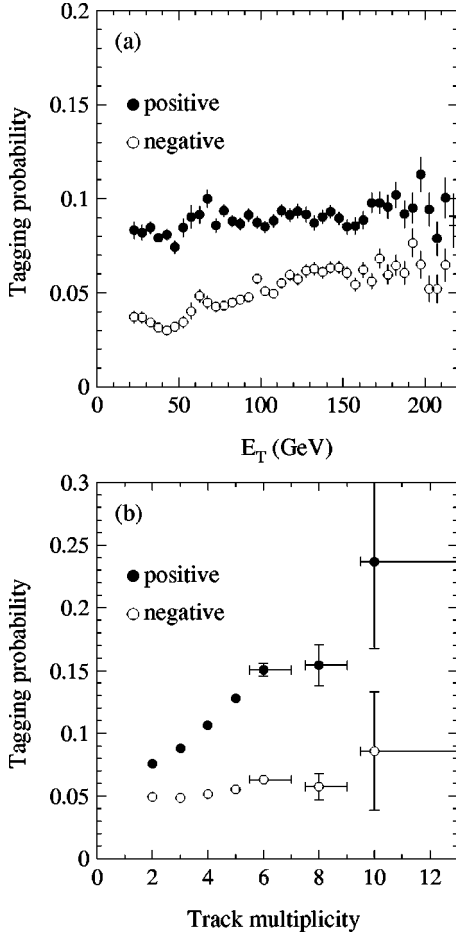 0.2
(a)
positive
negative
0.15
0.1
0.05
0
0 50 100 150 200
Tagging probability
E_T (GeV)
0.3
(b)
0.25
positive
negative
0.2
0.15
0.1
0.05
0
0 2 4 6 8 10 12
Tagging probability
Track multiplicity